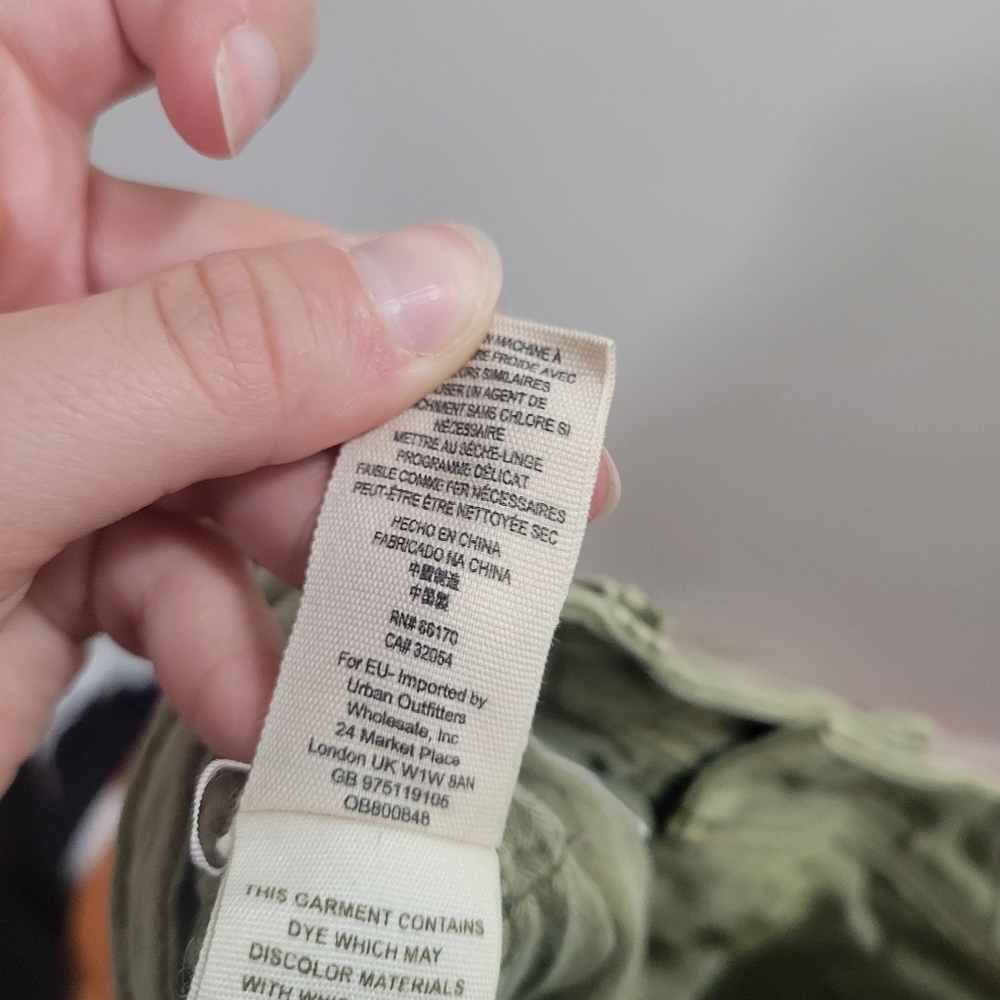 MACHINE À
FROIDE AVEC
SIMILAIRES
UN AGENT DE
SANS CHLORE SI
NÉCESSAIRE
METTRE AU SÈCHE-LINGE
PROGRAMME DÉLICAT
FAIBLE COMME FER NÉCESSAIRES
PEUT-ÊTRE ÊTRE NETTOYÉE SEC
HECHO EN CHINA
FABRICADO NA CHINA
中國製造
中国製
RN# 66170
CA# 32054
For EU- Imported by
Urban Outfitters
Wholesale, Inc
24 Market Place
London UK W1W 8AN
GB 975119106
OB800848
THIS GARMENT CONTAINS
DYE WHICH MAY
DISCOLOR MATERIALS
WITH